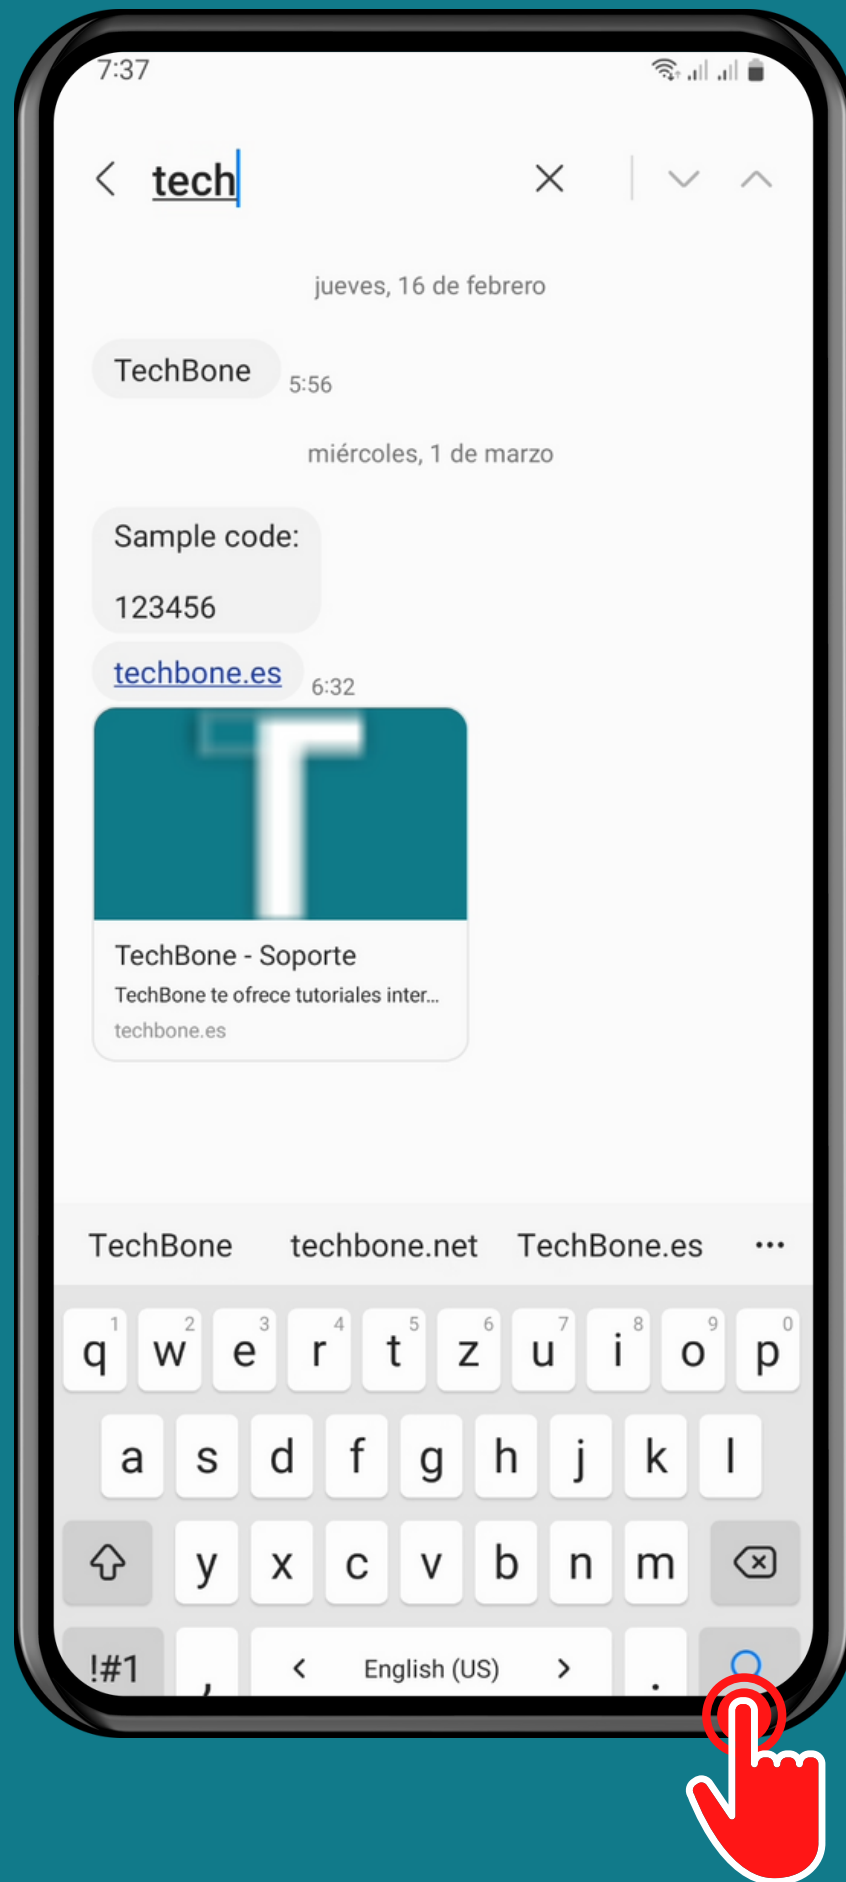 7:37
tech
jueves, 16 de febrero
TechBone
5:56
miércoles, 1 de marzo
Sample code:
123456
techbone.es
6:32
T
TechBone - Soporte
TechBone te ofrece tutoriales inter...
techbone.es
TechBone techbone.net TechBone.es ...
1 2 3 4 5 6 7 8 9 0
q w e r t z u i o p
a s d f g h j k l
y x c v b n m
!#1 , < English (US) > .